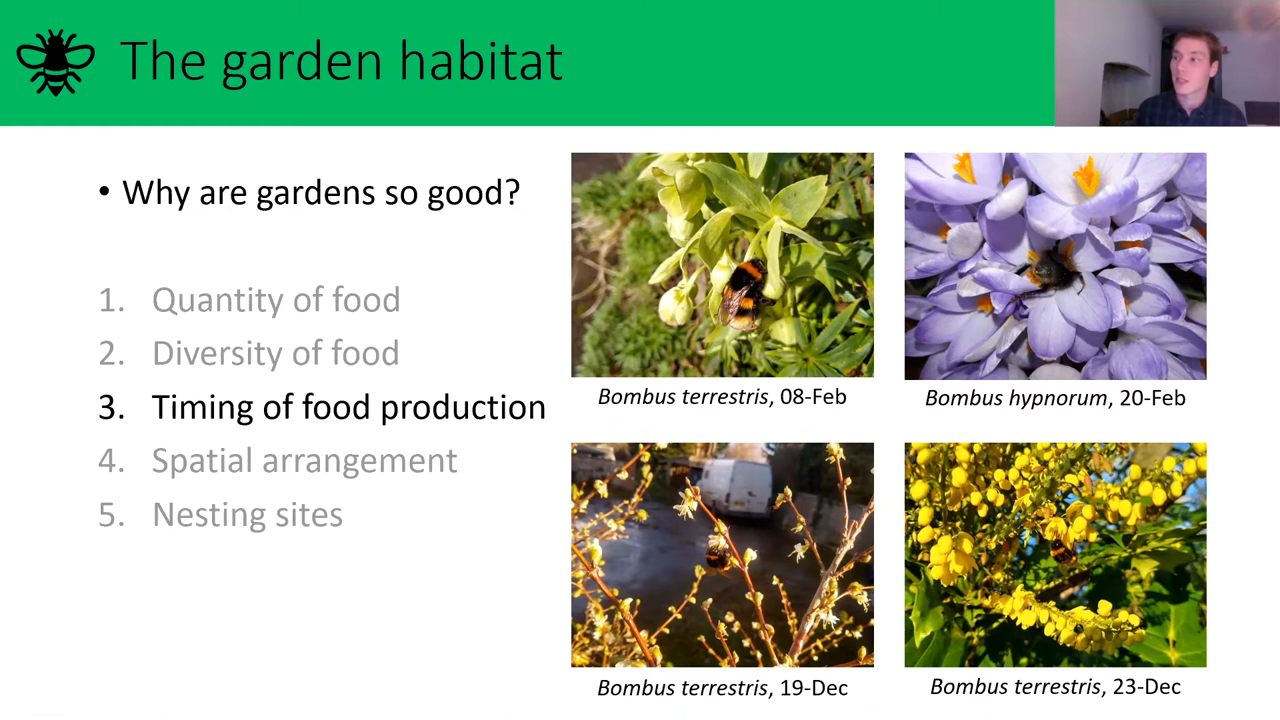 The garden habitat
• Why are gardens so good?
1. Quantity of food
2. Diversity of food
3. Timing of food production
4. Spatial arrangement
5. Nesting sites
Bombus terrestris, 08-Feb
Bombus hypnorum, 20-Feb
Bombus terrestris, 19-Dec
Bombus terrestris, 23-Dec